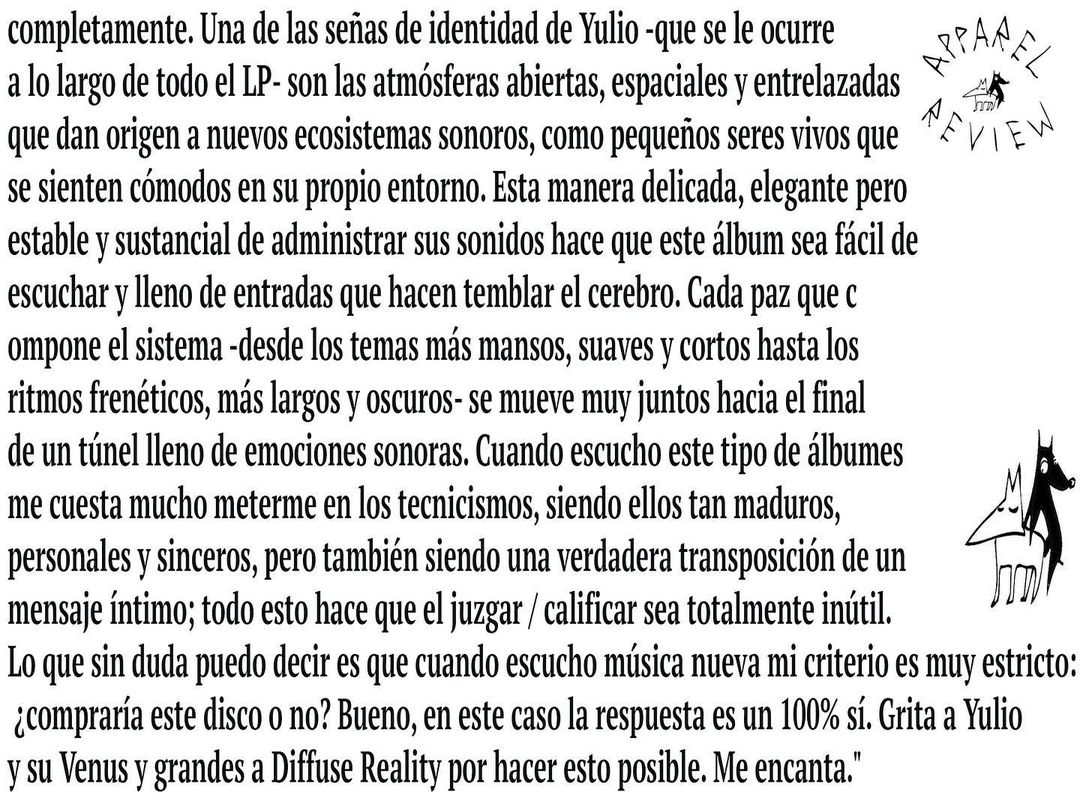 completamente. Una de las señas de identidad de Yulio -que se le ocurre
a lo largo de todo el LP- son las atmósferas abiertas, espaciales y entrelazadas
que dan origen a nuevos ecosistemas sonoros, como pequeños seres vivos que
se sienten cómodos en su propio entorno. Esta manera delicada, elegante pero
estable y sustancial de administrar sus sonidos hace que este álbum sea fácil de
escuchar y lleno de entradas que hacen temblar el cerebro. Cada paz que c
ompone el sistema -desde los temas más mansos, suaves y cortos hasta los
ritmos frenéticos, más largos y oscuros- se mueve muy juntos hacia el final
de un túnel lleno de emociones sonoras. Cuando escucho este tipo de álbumes
me cuesta mucho meterme en los tecnicismos, siendo ellos tan maduros,
personales y sinceros, pero también siendo una verdadera transposición de un
mensaje íntimo; todo esto hace que el juzgar / calificar sea totalmente inútil.
Lo que sin duda puedo decir es que cuando escucho música nueva mi criterio es muy estricto:
¿compraría este disco o no? Bueno, en este caso la respuesta es un 100% sí. Grita a Yulio
y su Venus y grandes a Diffuse Reality por hacer esto posible. Me encanta."
APPAREL
REVIEW